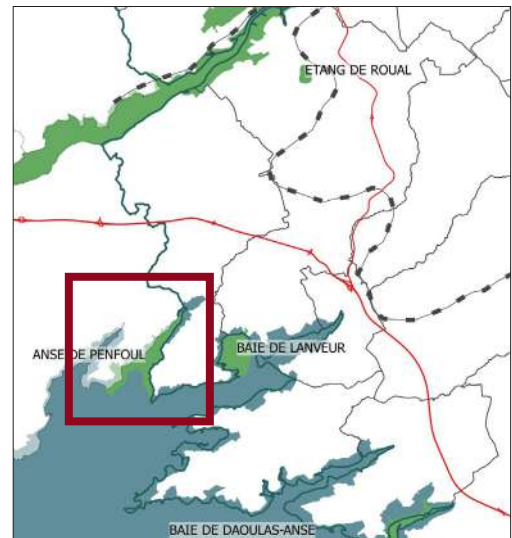 ETANG DE ROUAL
ANSE DE PENFOUL
BAIE DE LANVEUR
BAIE DE DAOULAS-ANSE